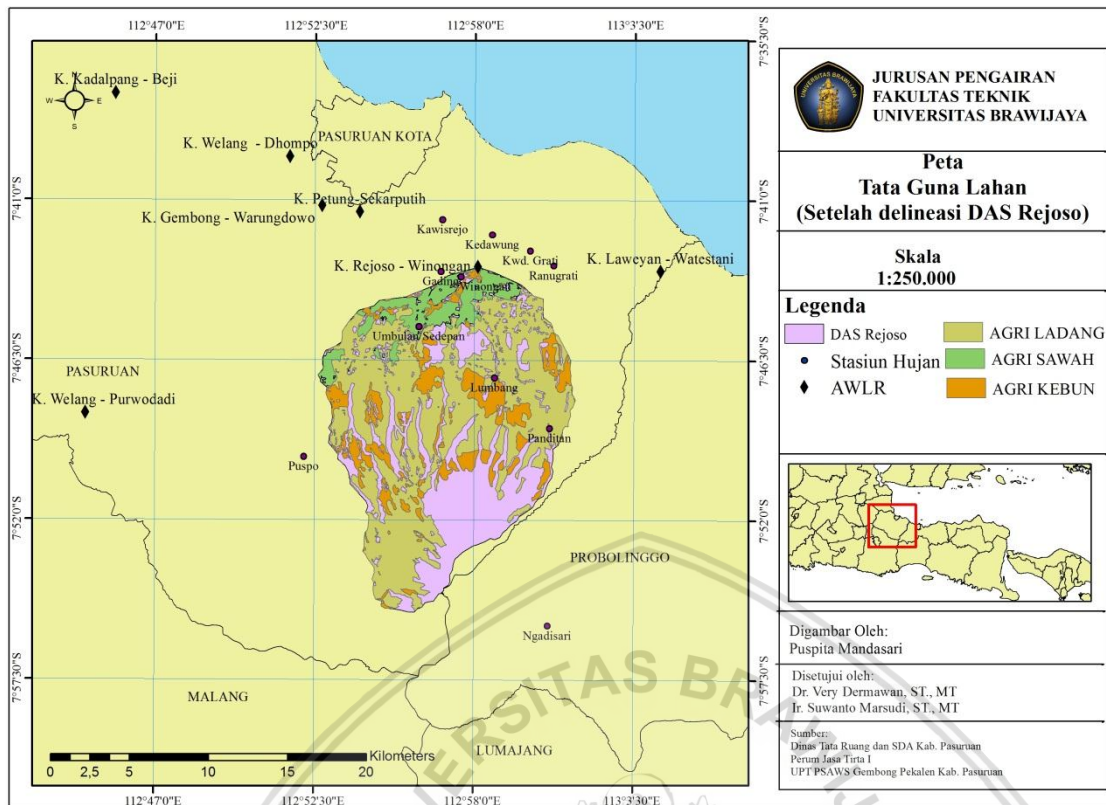 112°47'0"E 112°52'30"E 112°58'0"E 113°3'30"E
7°35'30"S
7°41'0"S
7°41'0"S
7°46'30"S
7°46'30"S
7°52'0"S
7°52'0"S
7°57'30"S
7°57'30"S
N
W E
S
K. Kadalpang - Beji
K. Welang - Dhompo
PASURUAN KOTA
K. Petung-Sekarputih
K. Gembong - Warungdowo
Kawisrejo
Kedawung
Kwd. Grati
K. Rejoso - Winongan
Ranugrati
K. Laweyan - Watestani
Gading
Winongan
Umbulan Sedepan
PASURUAN
Lumbang
K. Welang - Purwodadi
Panditan
Puspo
PROBOLINGGO
Ngadisari
MALANG
LUMAJANG
Kilometers
0 2,5 5 10 15 20
112°47'0"E 112°52'30"E 112°58'0"E 113°3'30"E
UNIVERSITAS BRAWIJAYA
JURUSAN PENGAIRAN
FAKULTAS TEKNIK
UNIVERSITAS BRAWIJAYA
Peta
Tata Guna Lahan
(Setelah delineasi DAS Rejoso)
Skala
1:250.000
Legenda
DAS Rejoso
Stasiun Hujan
AWLR
AGRI LADANG
AGRI SAWAH
AGRI KEBUN
Digambar Oleh:
Puspita Mandasari
Disetujui oleh:
Dr. Very Dermawan, ST., MT
Ir. Suwanto Marsudi, ST., MT
Sumber:
Dinas Tata Ruang dan SDA Kab. Pasuruan
Perum Jasa Tirta I
UPT PSAWS Gembong Pekalen Kab. Pasuruan